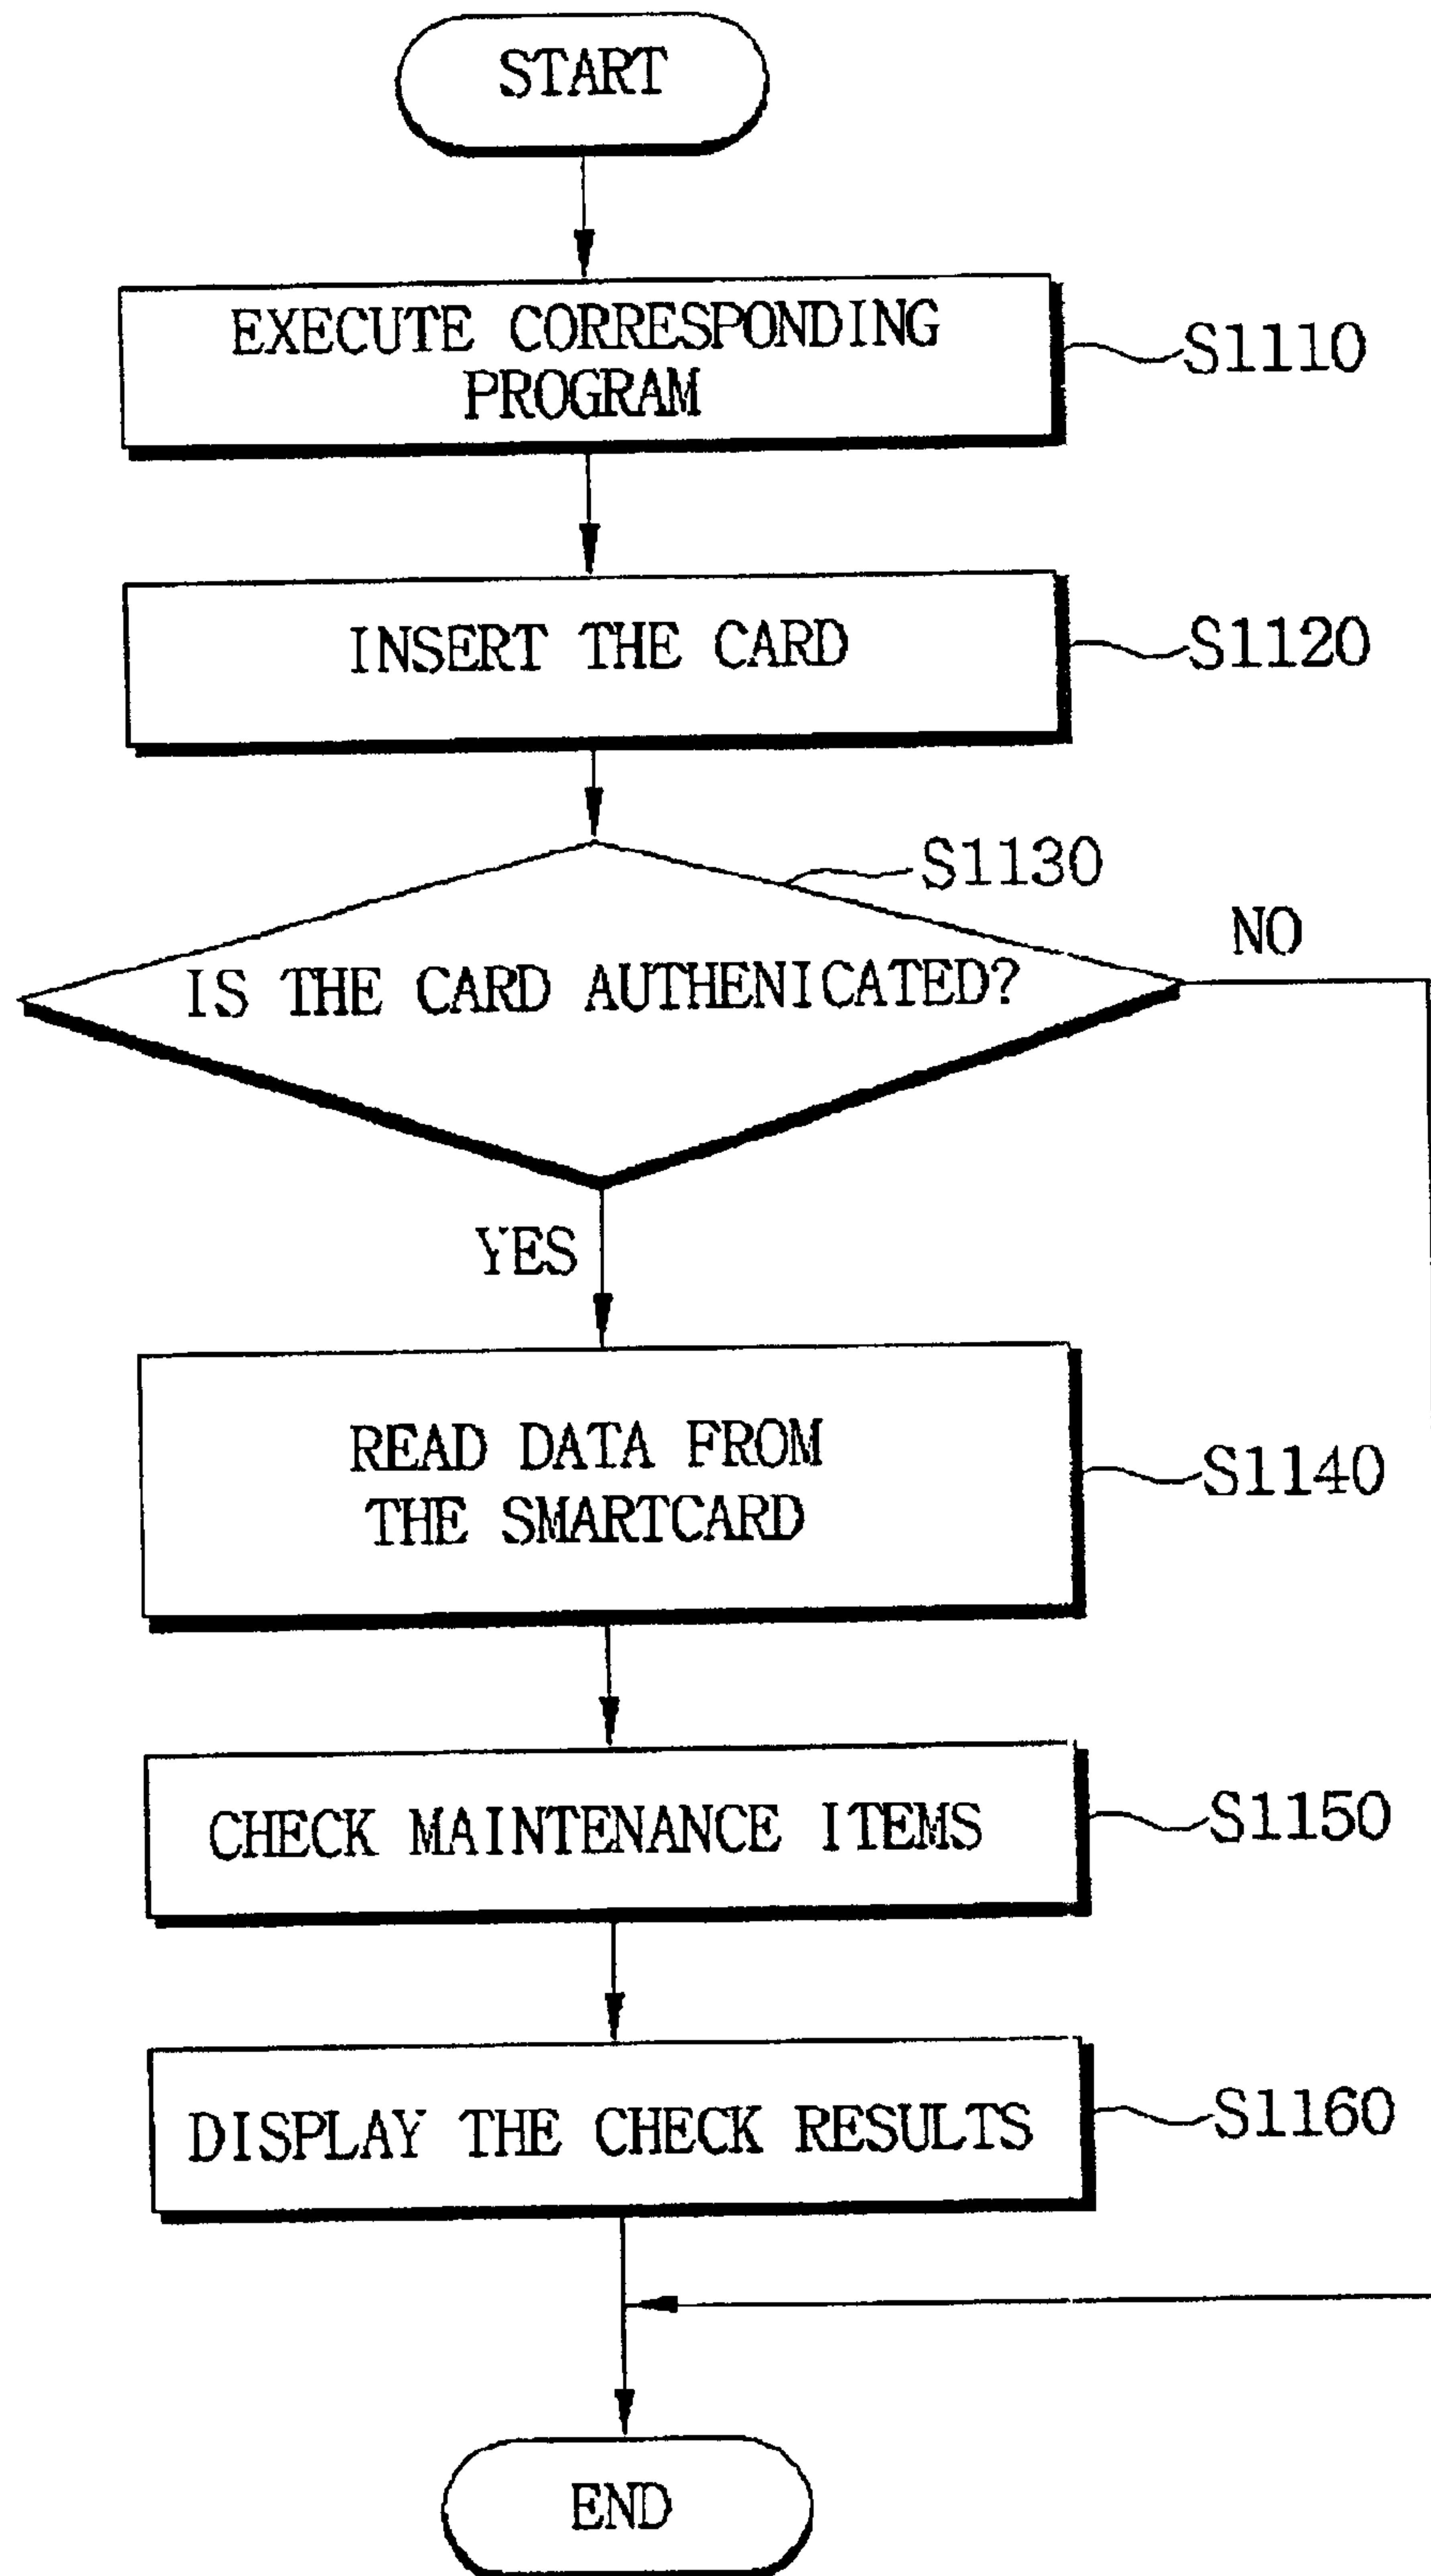 START
EXECUTE CORRESPONDING
PROGRAM
S1110
INSERT THE CARD
S1120
S1130
NO
IS THE CARD AUTHENICATED?
YES
READ DATA FROM
THE SMARTCARD
S1140
CHECK MAINTENANCE ITEMS
S1150
DISPLAY THE CHECK RESULTS
S1160
END